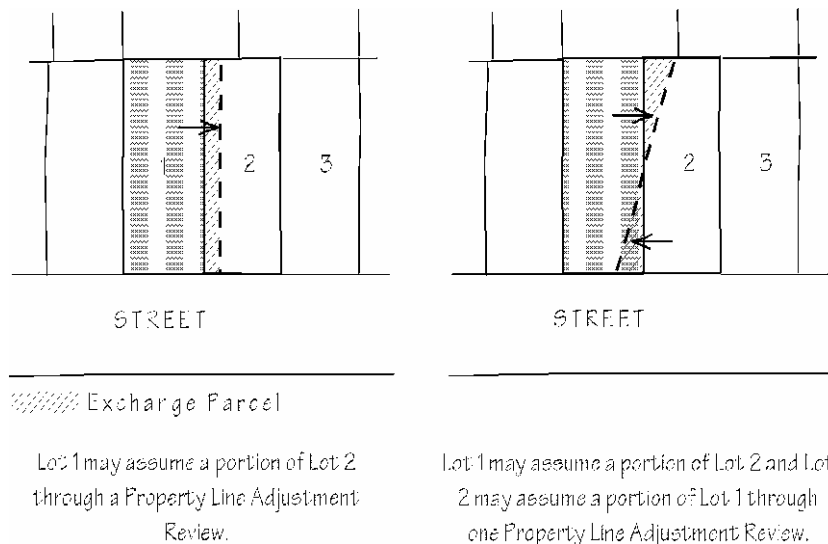 1 2 3
2 3
STREET
STREET
Exchange Parcel
Lot 1 may assume a portion of Lot 2
through a Property Line Adjustment
Review.
Lot 1 may assume a portion of Lot 2 and Lot
2 may assume a portion of Lot 1 through
one Property Line Adjustment Review.